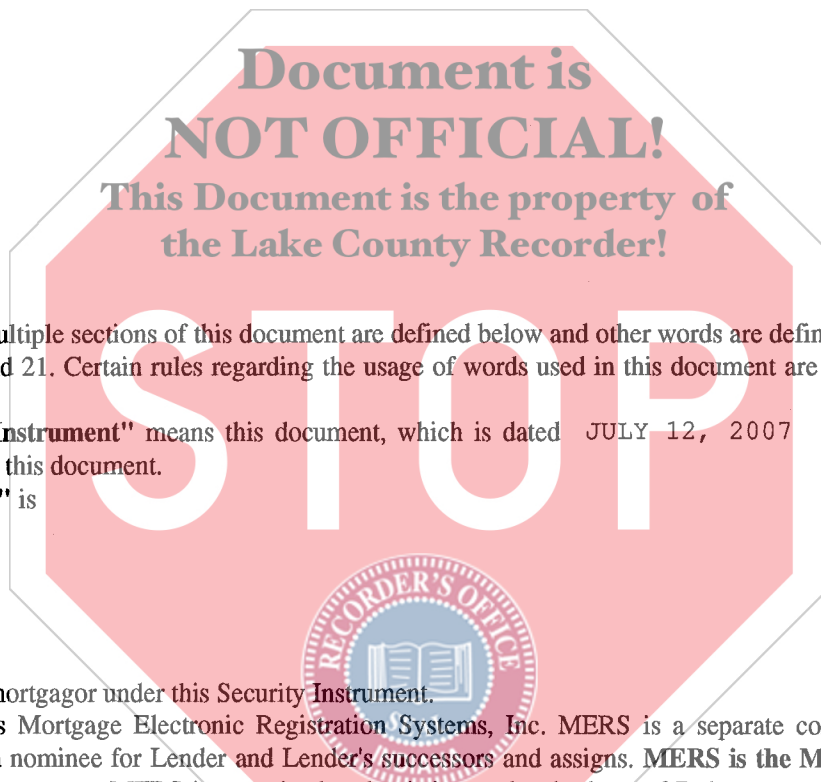 Document is
NOT OFFICIAL!
This Document is the property of
the Lake County Recorder!
ultiple sections of this document are defined below and other words are defin
d 21. Certain rules regarding the usage of words used in this document are
nstrument" means this document, which is dated JULY 12, 2007
this document.
" is
STOP
RECORDER'S OFFICE
nortgagor under this Security Instrument.
s Mortgage Electronic Registration Systems, Inc. MERS is a separate co
nominee for Lender and Lender's successors and assigns. MERS is the M